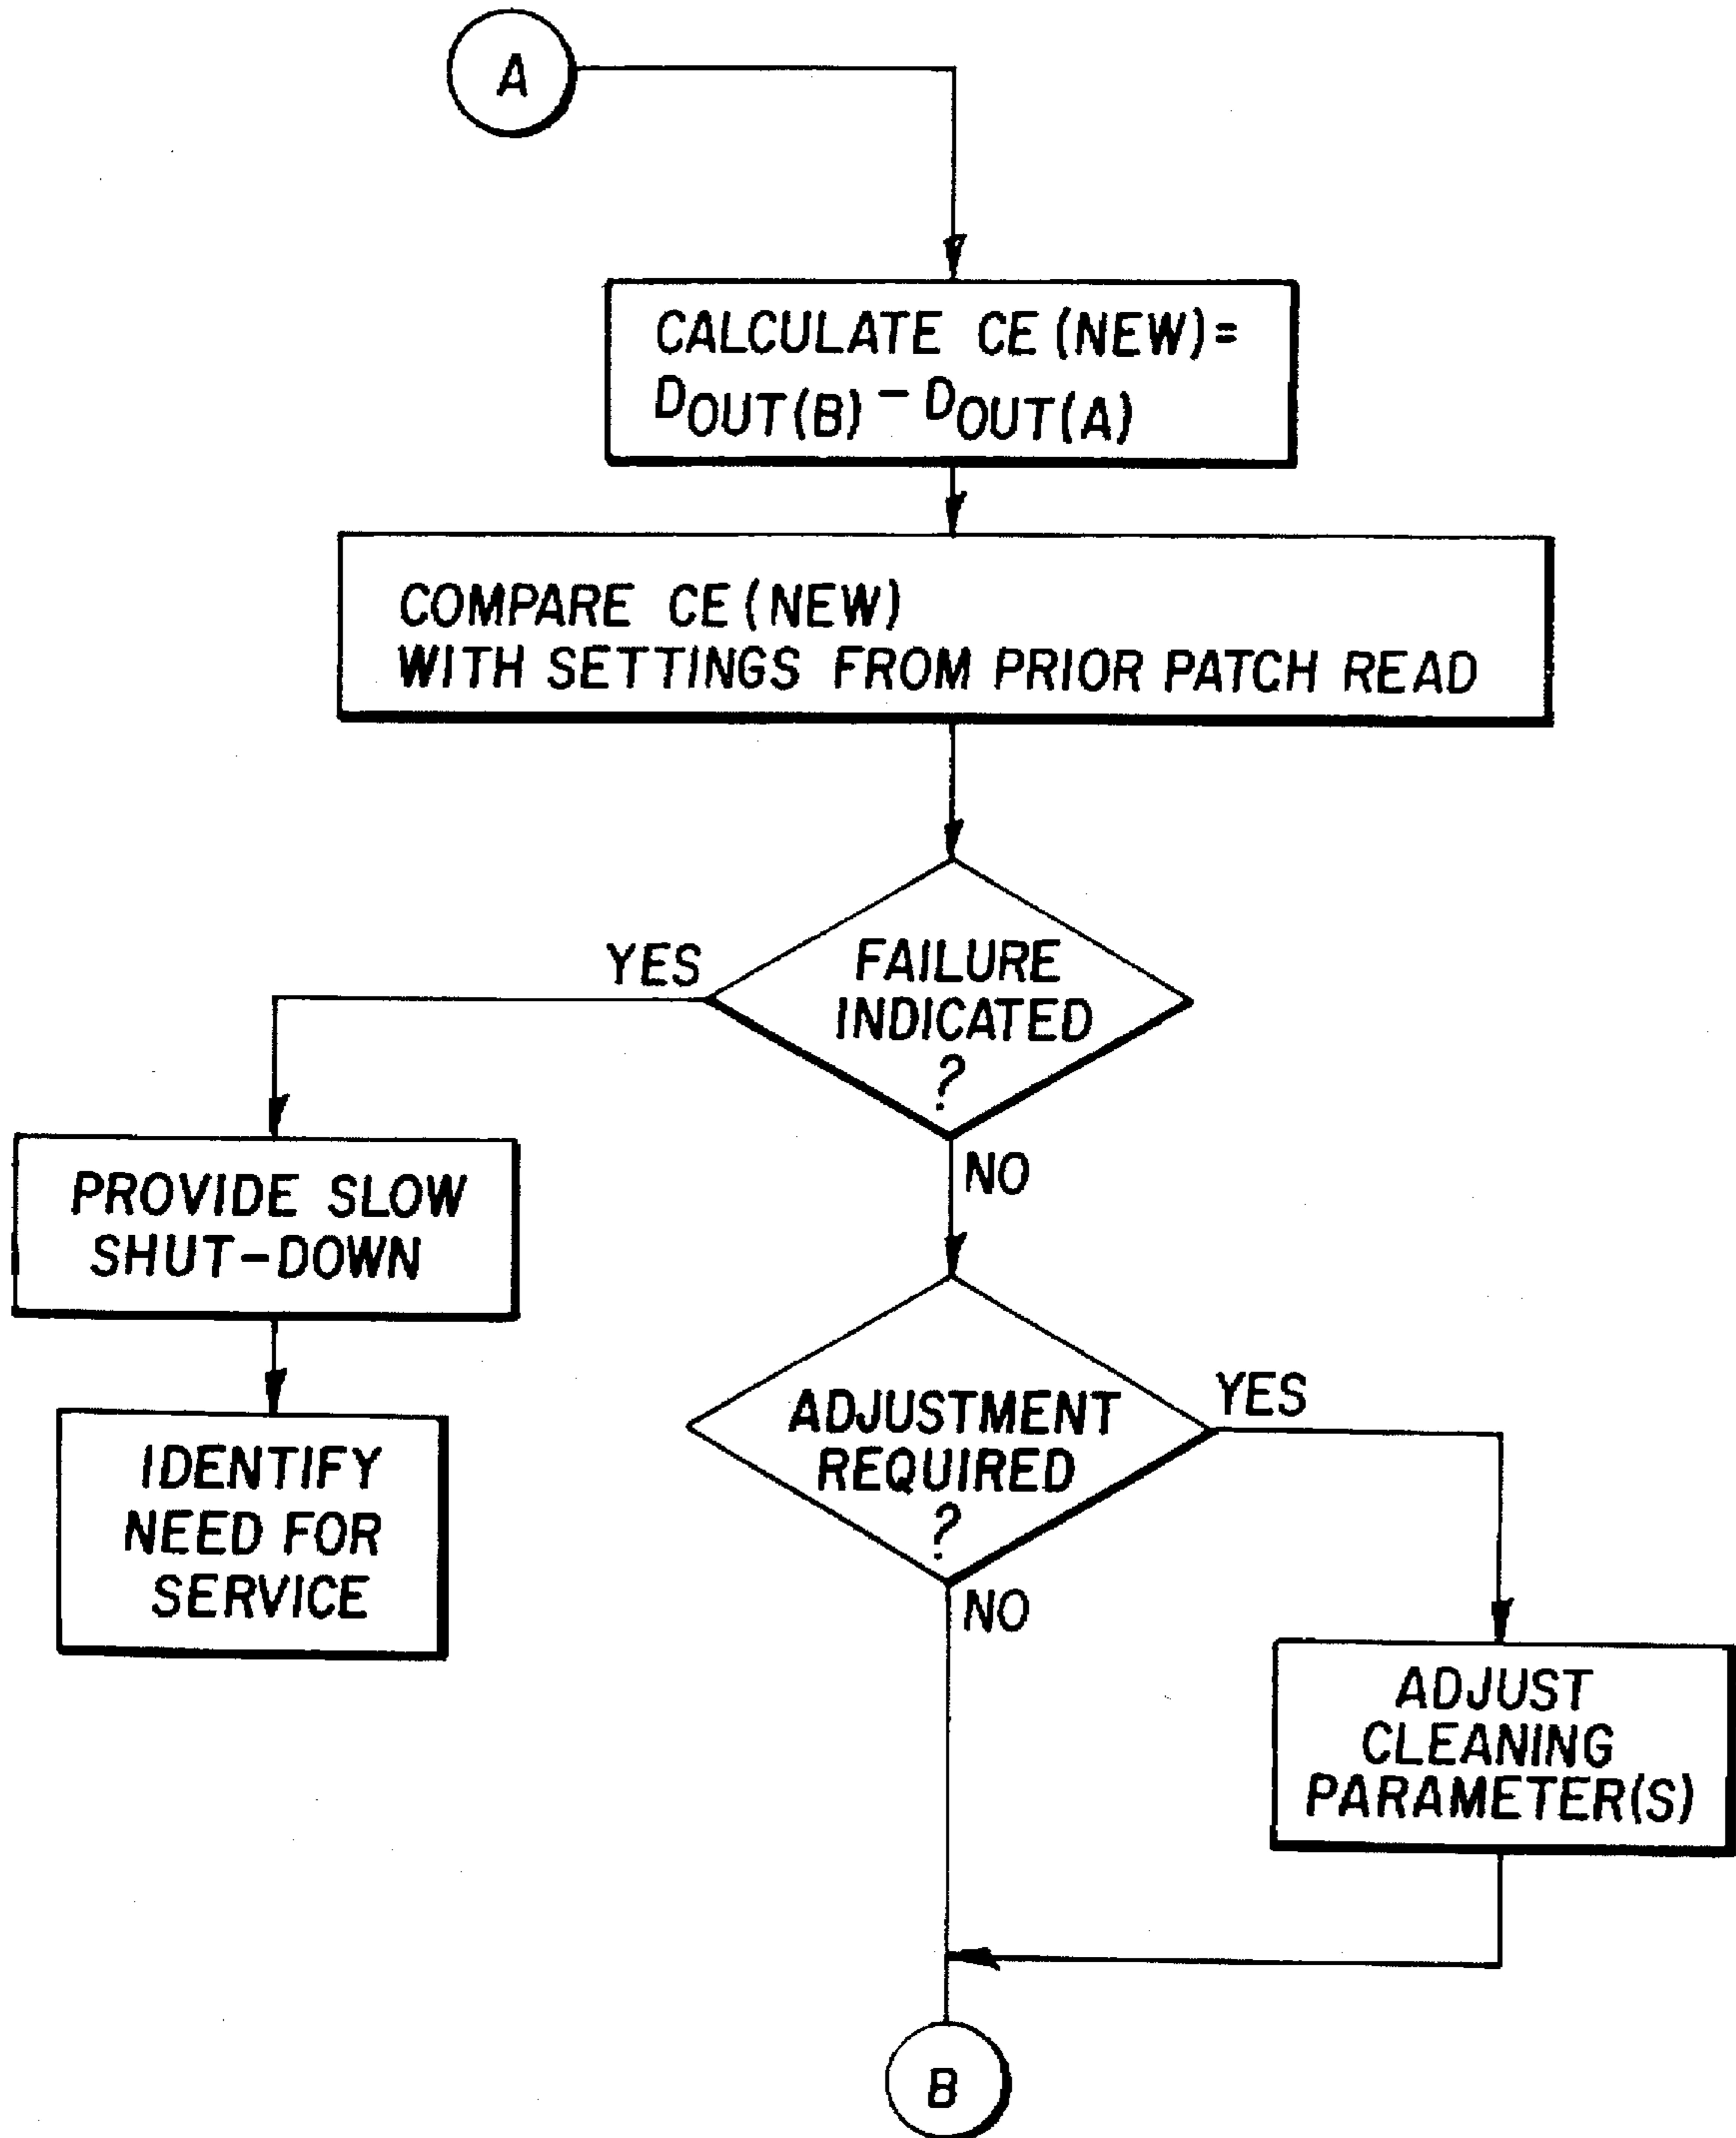 A
CALCULATE CE (NEW)=
DOUT(B) - DOUT(A)
COMPARE CE (NEW)
WITH SETTINGS FROM PRIOR PATCH READ
FAILURE
INDICATED
?
YES
NO
PROVIDE SLOW
SHUT-DOWN
IDENTIFY
NEED FOR
SERVICE
ADJUSTMENT
REQUIRED
?
YES
NO
ADJUST
CLEANING
PARAMETER(S)
B